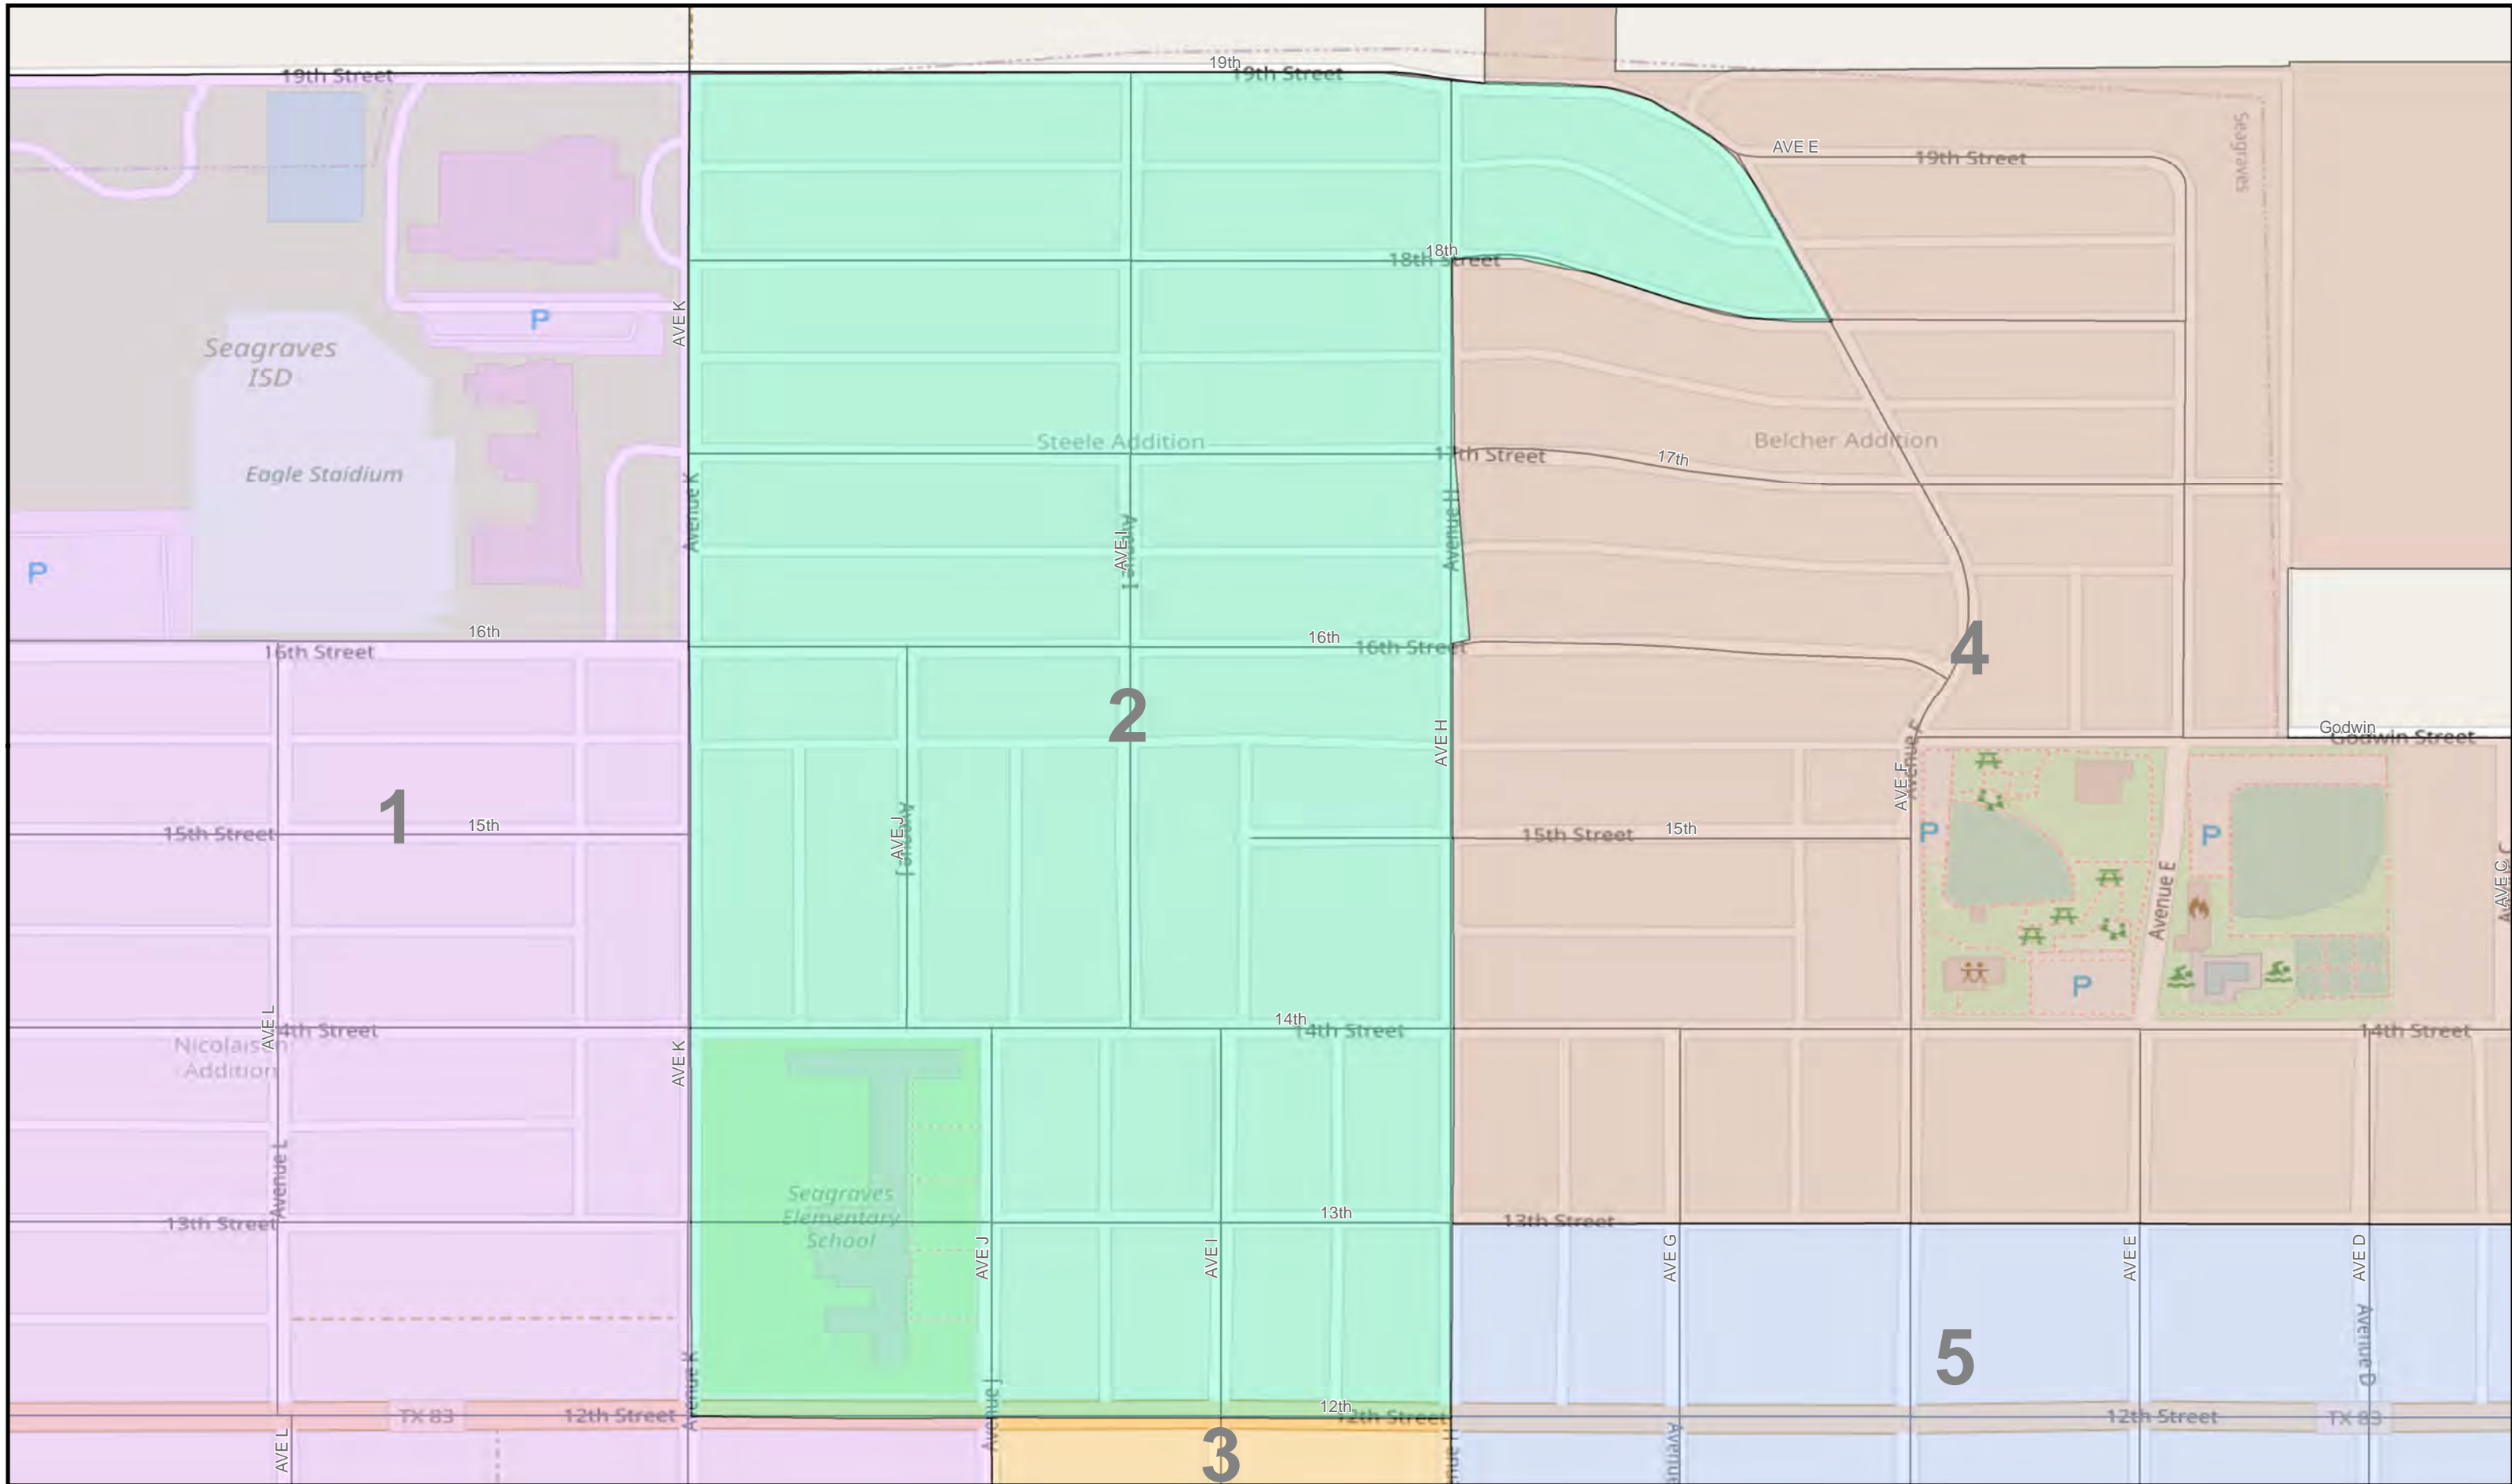 19th Street
19th
19th Street
AVE E
19th Street
Seagraves
18th
18th Street
AVE K
P
Seagraves
ISD
Steele Addition
Belcher Addition
17th Street
17th
Eagle Staidium
Avenue K
AVE I
Avenue I
Avenue H
P
16th
16th
16th Street
16th Street
4
2
AVE H
Godwin
Godwin Street
Avenue F
AVE F
1
15th Street
15th
AVE J
Avenue J
15th Street
15th
P
P
Avenue E
AVE C
14th
14th Street
14th Street
AVE L
4th Street
P
Nicolaisen
Addition
AVE K
Avenue L
Seagraves
Elementary
School
13th Street
13th
13th Street
AVE J
AVE I
AVE G
AVE E
AVE D
Avenue D
5
Avenue K
Avenue J
TX 83
12th Street
12th
12th Street
12th Street
TX 83
AVE L
3
Avenue